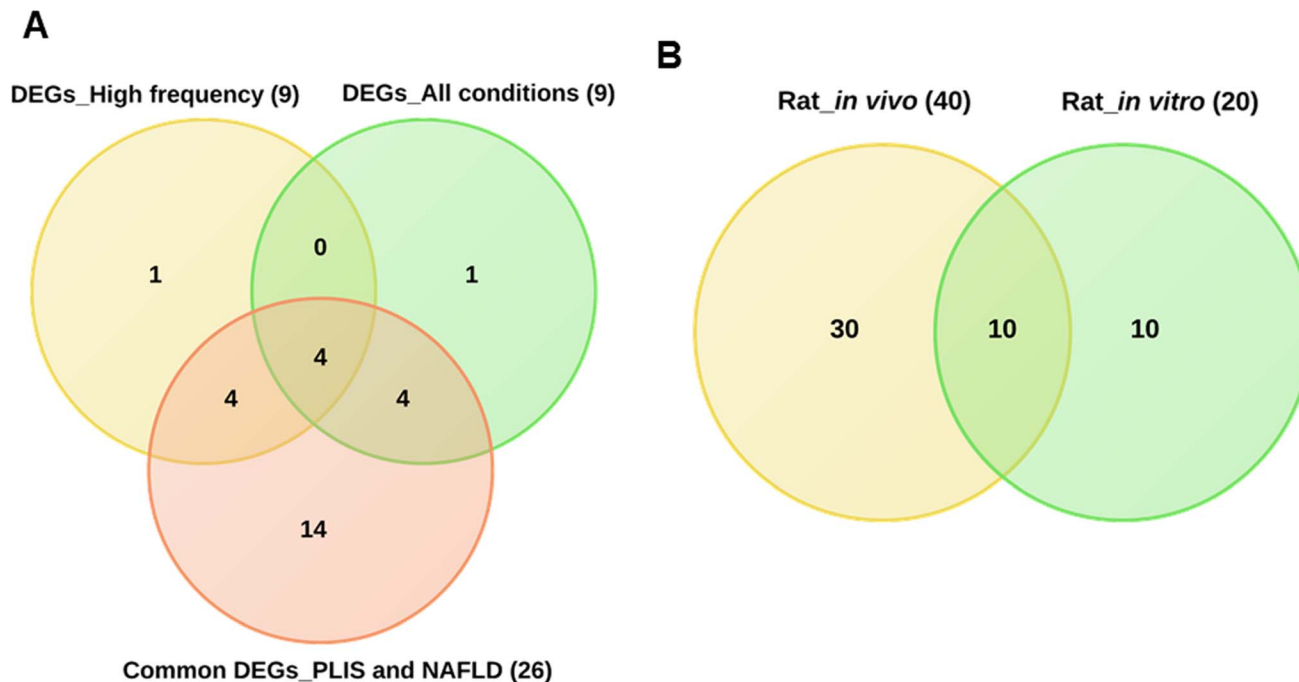 A
DEGs_High frequency (9)
DEGs_All conditions (9)
0
1
1
4
4
4
14
Common DEGs_PLIS and NAFLD (26)
B
Rat_in vivo (40)
Rat_in vitro (20)
30
10
10